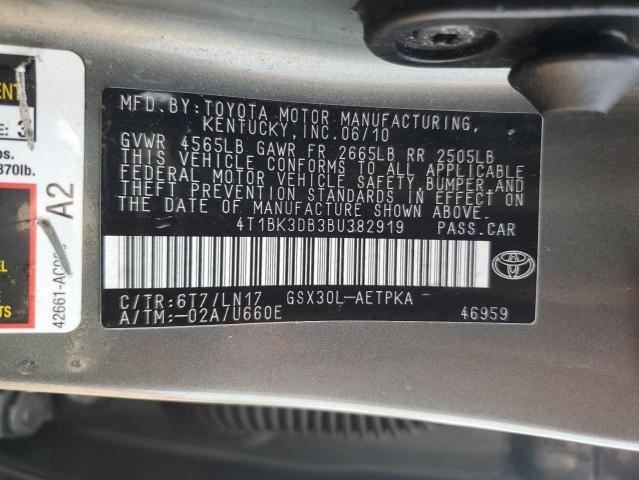 MFD. BY: TOYOTA MOTOR MANUFACTURING,
KENTUCKY, INC. 06/10
GVWR 4565LB GAWR FR 2665LB RR 2505LB
THIS VEHICLE CONFORMS TO ALL APPLICABLE
FEDERAL MOTOR VEHICLE SAFETY, BUMPER, AND
THEFT PREVENTION STANDARDS IN EFFECT ON
THE DATE OF MANUFACTURE SHOWN ABOVE.
4T1BK3DB3BU382919 PASS.CAR
C/TR:6T7/LN17 GSX30L-AETPKA
A/TM:-02A/U660E 46959
TOYOTA
A2
370lb.